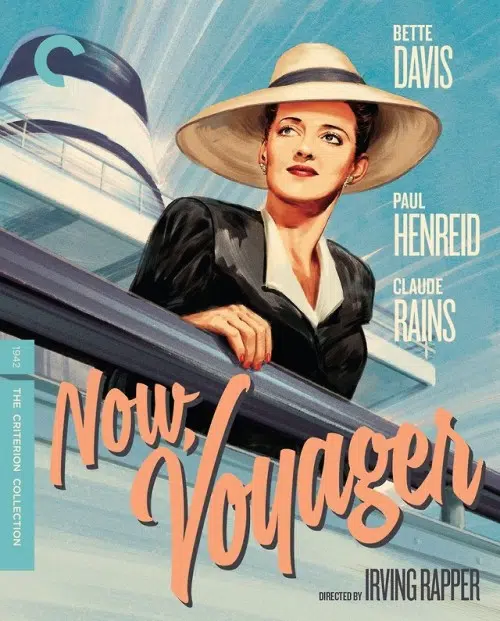 BETTE
DAVIS
PAUL
HENREID
CLAUDE
RAINS
1942
THE CRITERION COLLECTION
Now,
Voyager
DIRECTED BY IRVING RAPPER